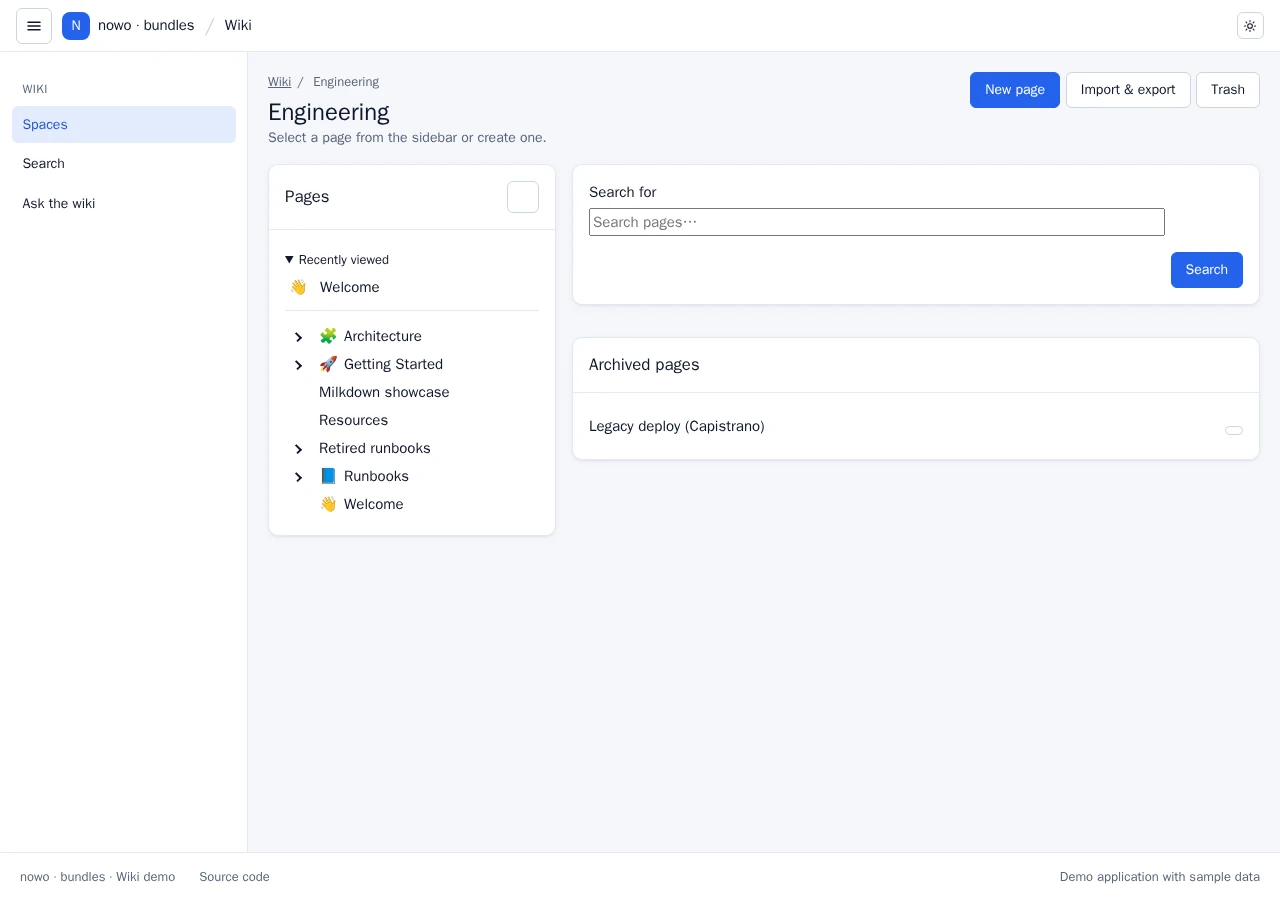 N nowo · bundles / Wiki
WIKI
Spaces
Search
Ask the wiki
Wiki / Engineering
Engineering
Select a page from the sidebar or create one.
New page
Import & export
Trash
Pages
▼ Recently viewed
👋 Welcome
🧩 Architecture
🚀 Getting Started
Milkdown showcase
Resources
Retired runbooks
📘 Runbooks
👋 Welcome
Search for
Search pages…
Search
Archived pages
Legacy deploy (Capistrano)
nowo · bundles · Wiki demo
Source code
Demo application with sample data